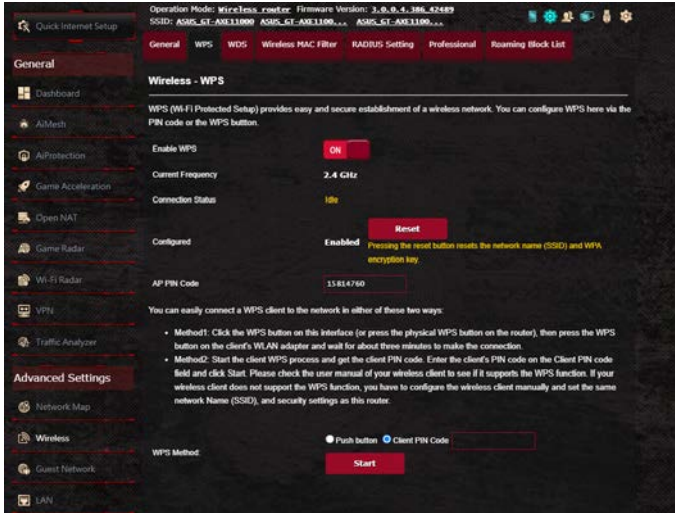 Quick Internet Setup
General
Dashboard
AiMesh
AiProtection
Game Acceleration
Open NAT
Game Radar
Wi-Fi Radar
VPN
Traffic Analyzer
Advanced Settings
Network Map
Wireless
Guest Network
LAN
Operation Mode: Wireless router Firmware Version: 3.0.0.4.386_42489
SSID: ASUS_GT-AXE11000 ASUS_GT-AXE1100... ASUS_GT-AXE1100...
General WPS WDS Wireless MAC Filter RADIUS Setting Professional Roaming Block List
Wireless - WPS
WPS (Wi-Fi Protected Setup) provides easy and secure establishment of a wireless network. You can configure WPS here via the
PIN code or the WPS buttton.
Enable WPS ON
Current Frequency 2.4 GHz
Connection Status Idle
Reset
Configured Enabled Pressing the reset button resets the network name (SSID) and WPA
encryption key.
AP PIN Code 15814760
You can easily connect a WPS client to the network in either of these two ways:
• Method1: Click the WPS button on this interface (or press the physical WPS button on the router), then press the WPS
button on the client's WLAN adapter and wait for about three minutes to make the connection.
• Method2: Start the client WPS process and get the client PIN code. Enter the client's PIN code on the Client PIN code
field and click Start. Please check the user manual of your wireless client to see if it supports the WPS function. If your
wireless client does not support the WPS function, you have to configure the wireless client manually and set the same
network Name (SSID), and security settings as this router.
Push button Client PIN Code
WPS Method:
Start